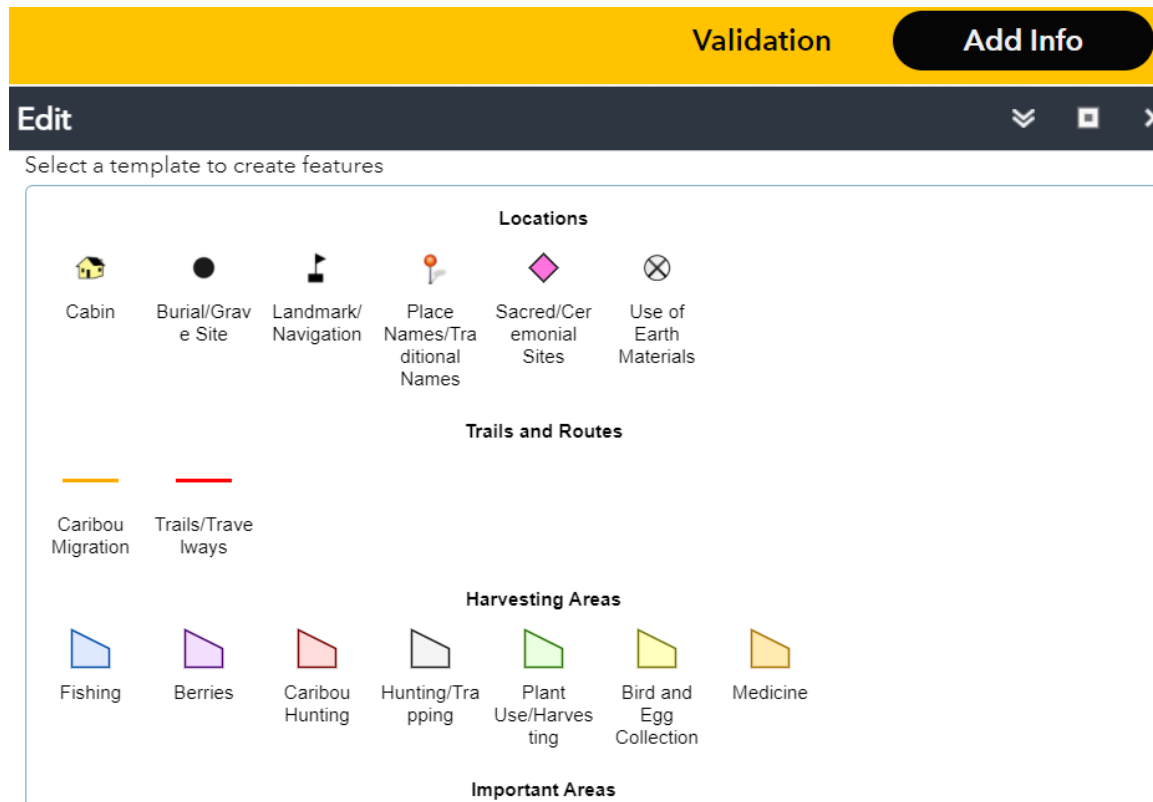 Validation Add Info
Edit
Select a template to create features
Locations
Cabin
Burial/Grav
e Site
Landmark/
Navigation
Place
Names/Tra
ditional
Names
Sacred/Cer
emonial
Sites
Use of
Earth
Materials
Trails and Routes
Caribou
Migration
Trails/Trave
lways
Harvesting Areas
Fishing
Berries
Caribou
Hunting
Hunting/Tra
pping
Plant
Use/Harves
ting
Bird and
Egg
Collection
Medicine
Important Areas